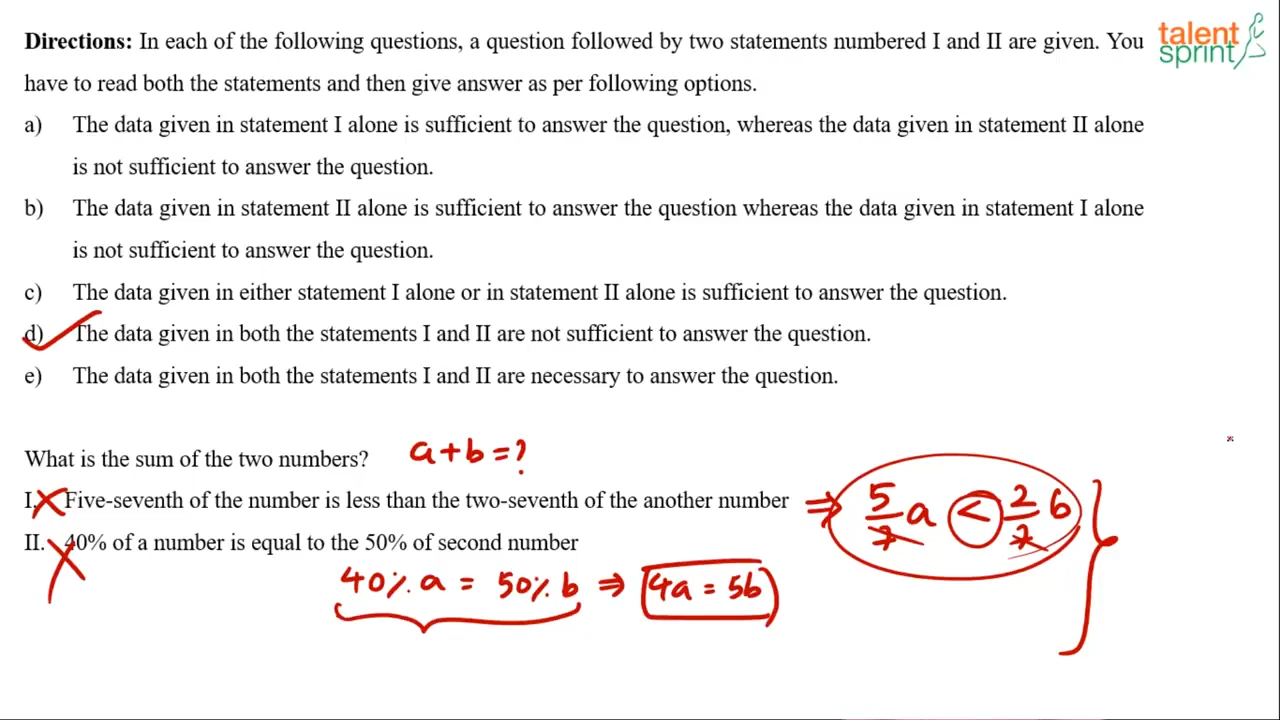 talent
sprint
Directions: In each of the following questions, a question followed by two statements numbered I and II are given. You
have to read both the statements and then give answer as per following options.
a) The data given in statement I alone is sufficient to answer the question, whereas the data given in statement II alone
is not sufficient to answer the question.
b) The data given in statement II alone is sufficient to answer the question whereas the data given in statement I alone
is not sufficient to answer the question.
c) The data given in either statement I alone or in statement II alone is sufficient to answer the question.
d) The data given in both the statements I and II are not sufficient to answer the question.
e) The data given in both the statements I and II are necessary to answer the question.
What is the sum of the two numbers? a+b=?
I. Five-seventh of the number is less than the two-seventh of the another number ⇒ 5/7 a < 2/7 b
II. 40% of a number is equal to the 50% of second number
40% a = 50% b ⇒ 4a = 5b